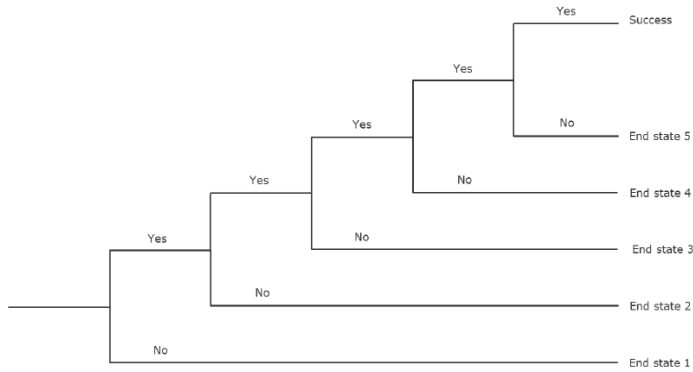 Yes
Success
Yes
Yes
No
End state 5
Yes
No
End state 4
Yes
No
End state 3
No
End state 2
No
End state 1